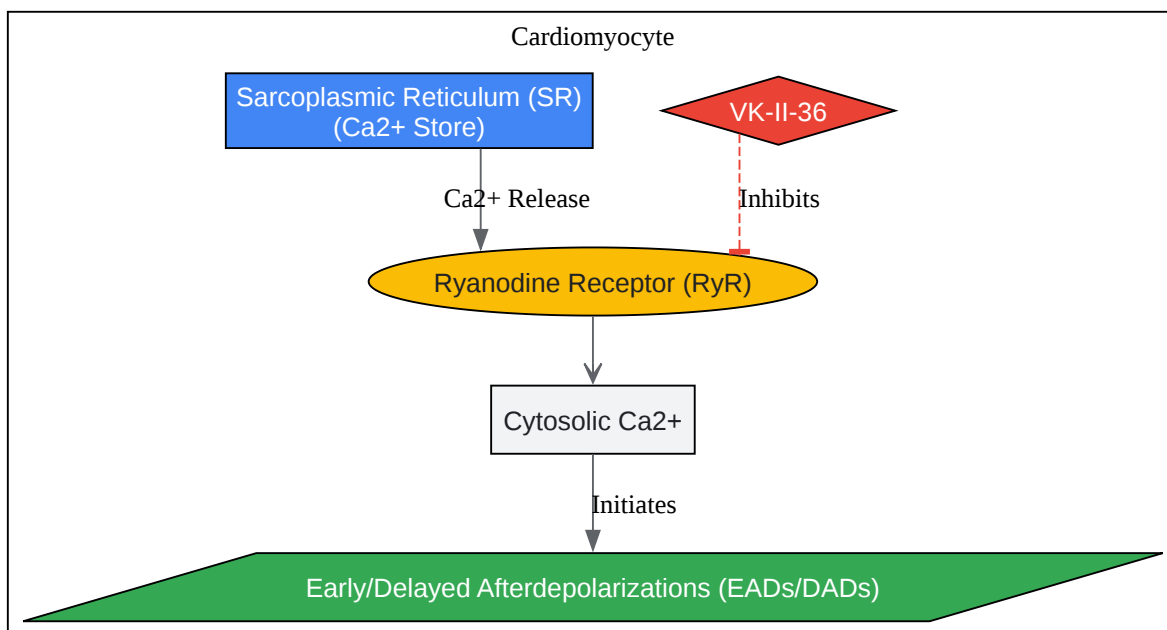 Cardiomyocyte
Sarcoplasmic Reticulum (SR)
(Ca2+ Store)
VK-II-36
Ca2+ Release
Inhibits
Ryanodine Receptor (RyR)
Cytosolic Ca2+
Initiates
Early/Delayed Afterdepolarizations (EADs/DADs)